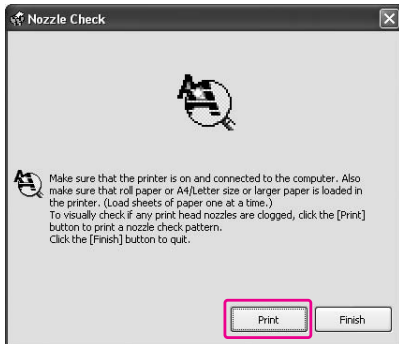 Nozzle Check
Make sure that the printer is on and connected to the computer. Also
make sure that roll paper or A4/Letter size or larger paper is loaded in
the printer. (Load sheets of paper one at a time.)
To visually check if any print head nozzles are clogged, click the [Print]
button to print a nozzle check pattern.
Click the [Finish] button to quit.
Print
Finish